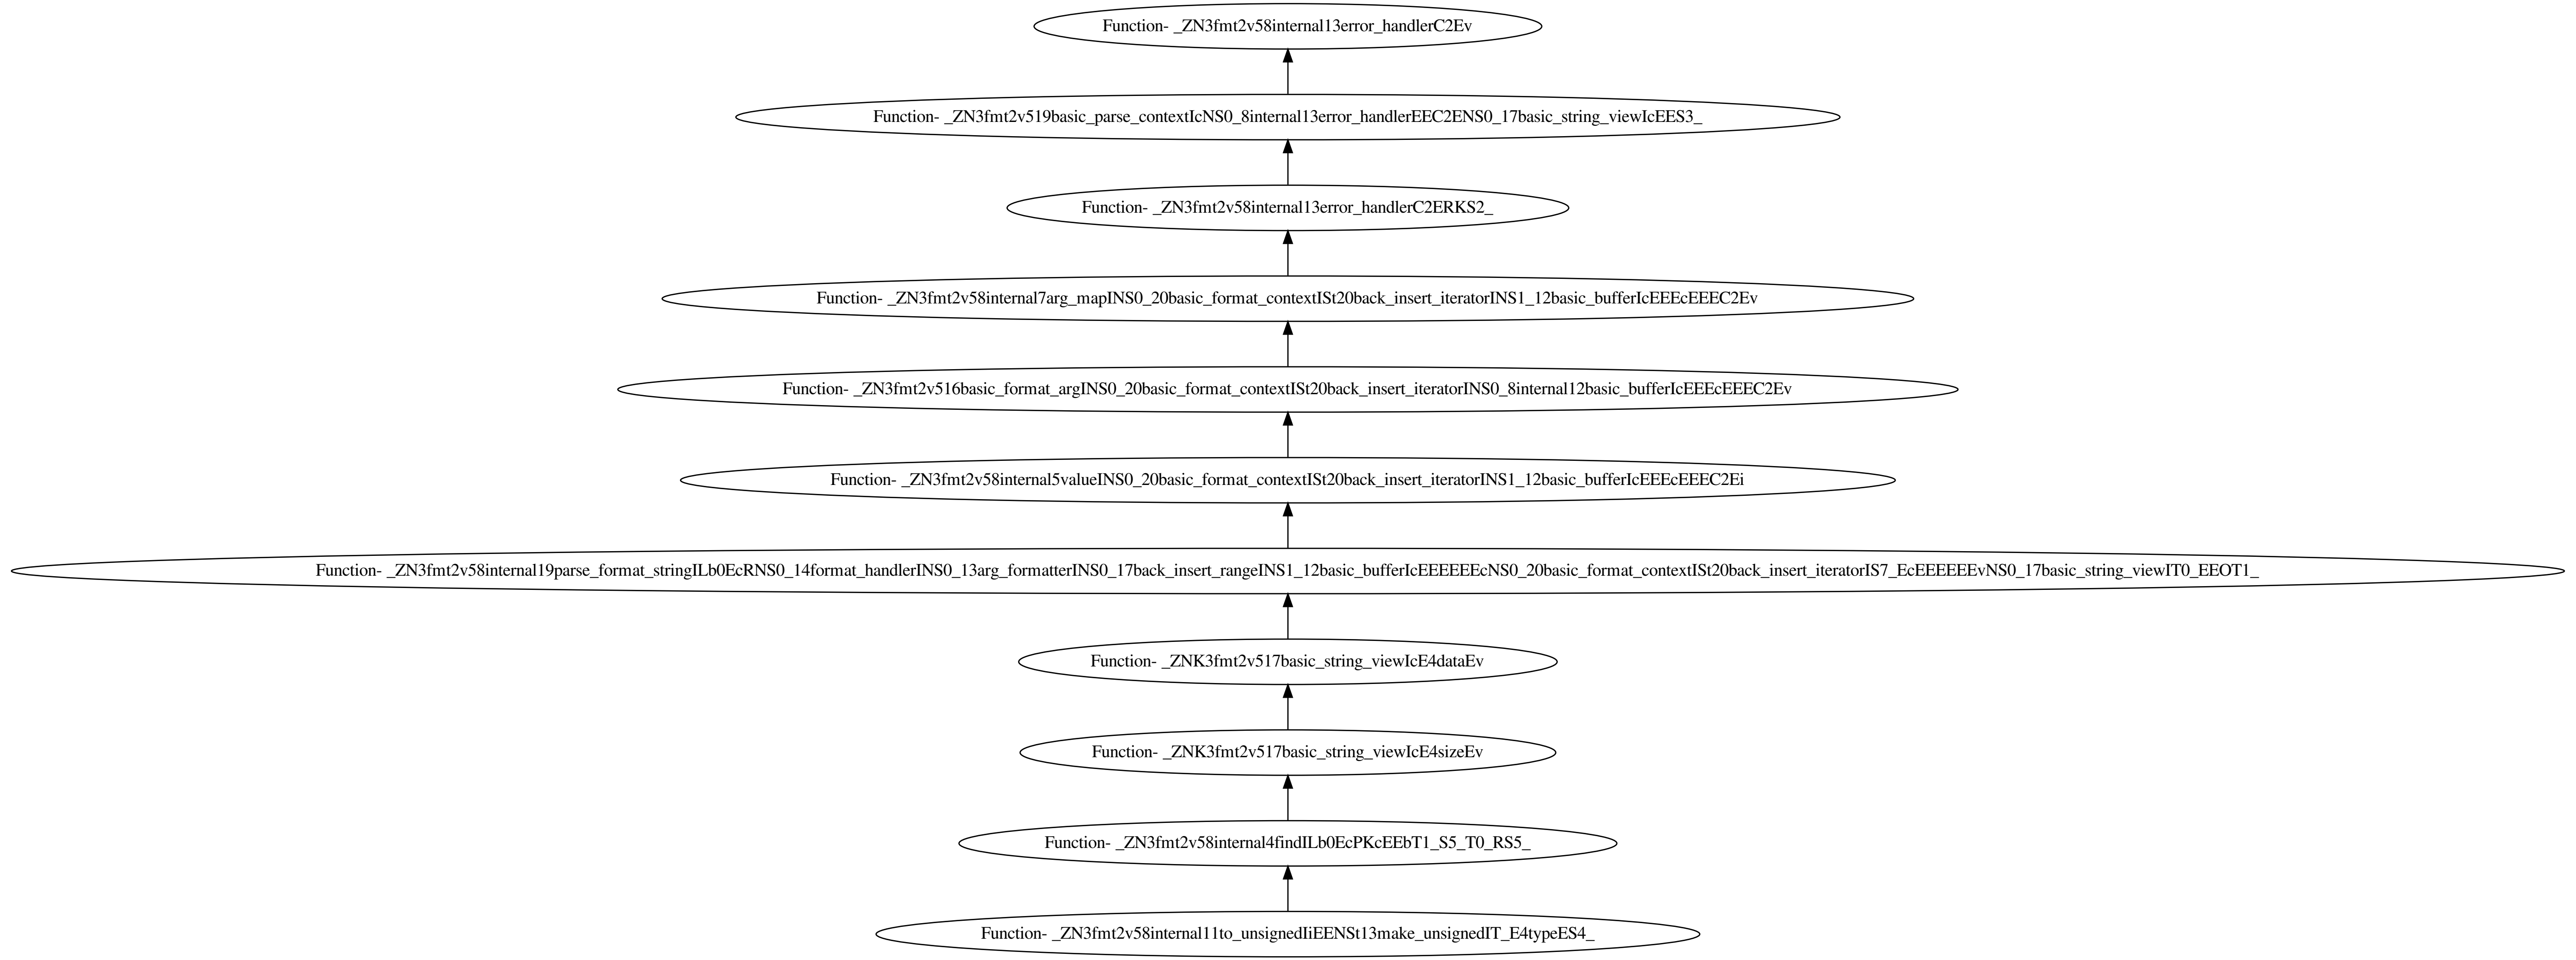 Function- _ZN3fmt2v58internal13error_handlerC2Ev
Function- _ZN3fmt2v519basic_parse_contextIcNS0_8internal13error_handlerEEC2ENS0_17basic_string_viewIcEES3_
Function- _ZN3fmt2v58internal13error_handlerC2ERKS2_
Function- _ZN3fmt2v58internal7arg_mapINS0_20basic_format_contextISt20back_insert_iteratorINS1_12basic_bufferIcEEEcEEEC2Ev
Function- _ZN3fmt2v516basic_format_argINS0_20basic_format_contextISt20back_insert_iteratorINS0_8internal12basic_bufferIcEEEcEEEC2Ev
Function- _ZN3fmt2v58internal5valueINS0_20basic_format_contextISt20back_insert_iteratorINS1_12basic_bufferIcEEEcEEEC2Ei
Function- _ZN3fmt2v58internal19parse_format_stringILb0EcRNS0_14format_handlerINS0_13arg_formatterINS0_17back_insert_rangeINS1_12basic_bufferIcEEEEEEcNS0_20basic_format_contextISt20back_insert_iteratorIS7_EcEEEEEEvNS0_17basic_string_viewIT0_EEOT1_
Function- _ZNK3fmt2v517basic_string_viewIcE4dataEv
Function- _ZNK3fmt2v517basic_string_viewIcE4sizeEv
Function- _ZN3fmt2v58internal4findILb0EcPKcEEbT1_S5_T0_RS5_
Function- _ZN3fmt2v58internal11to_unsignedIiEENSt13make_unsignedIT_E4typeES4_